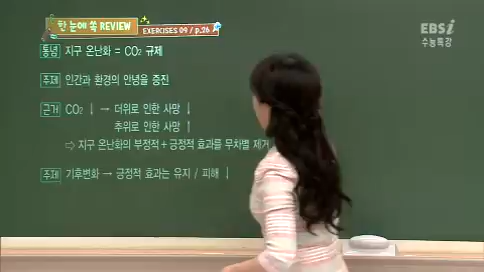 한 눈에 쏙 REVIEW
EXERCISES 09 / p.26
EBSi
수능특강
통념 지구 온난화 = CO₂ 규제
주제 인간과 환경의 안녕을 증진
근거 CO₂ ↓ → 더위로 인한 사망 ↓
추위로 인한 사망 ↑
⇨ 지구 온난화의 부정적 + 긍정적 효과를 무차별 제거
주제 기후변화 → 긍정적 효과는 유지 / 피해 ↓